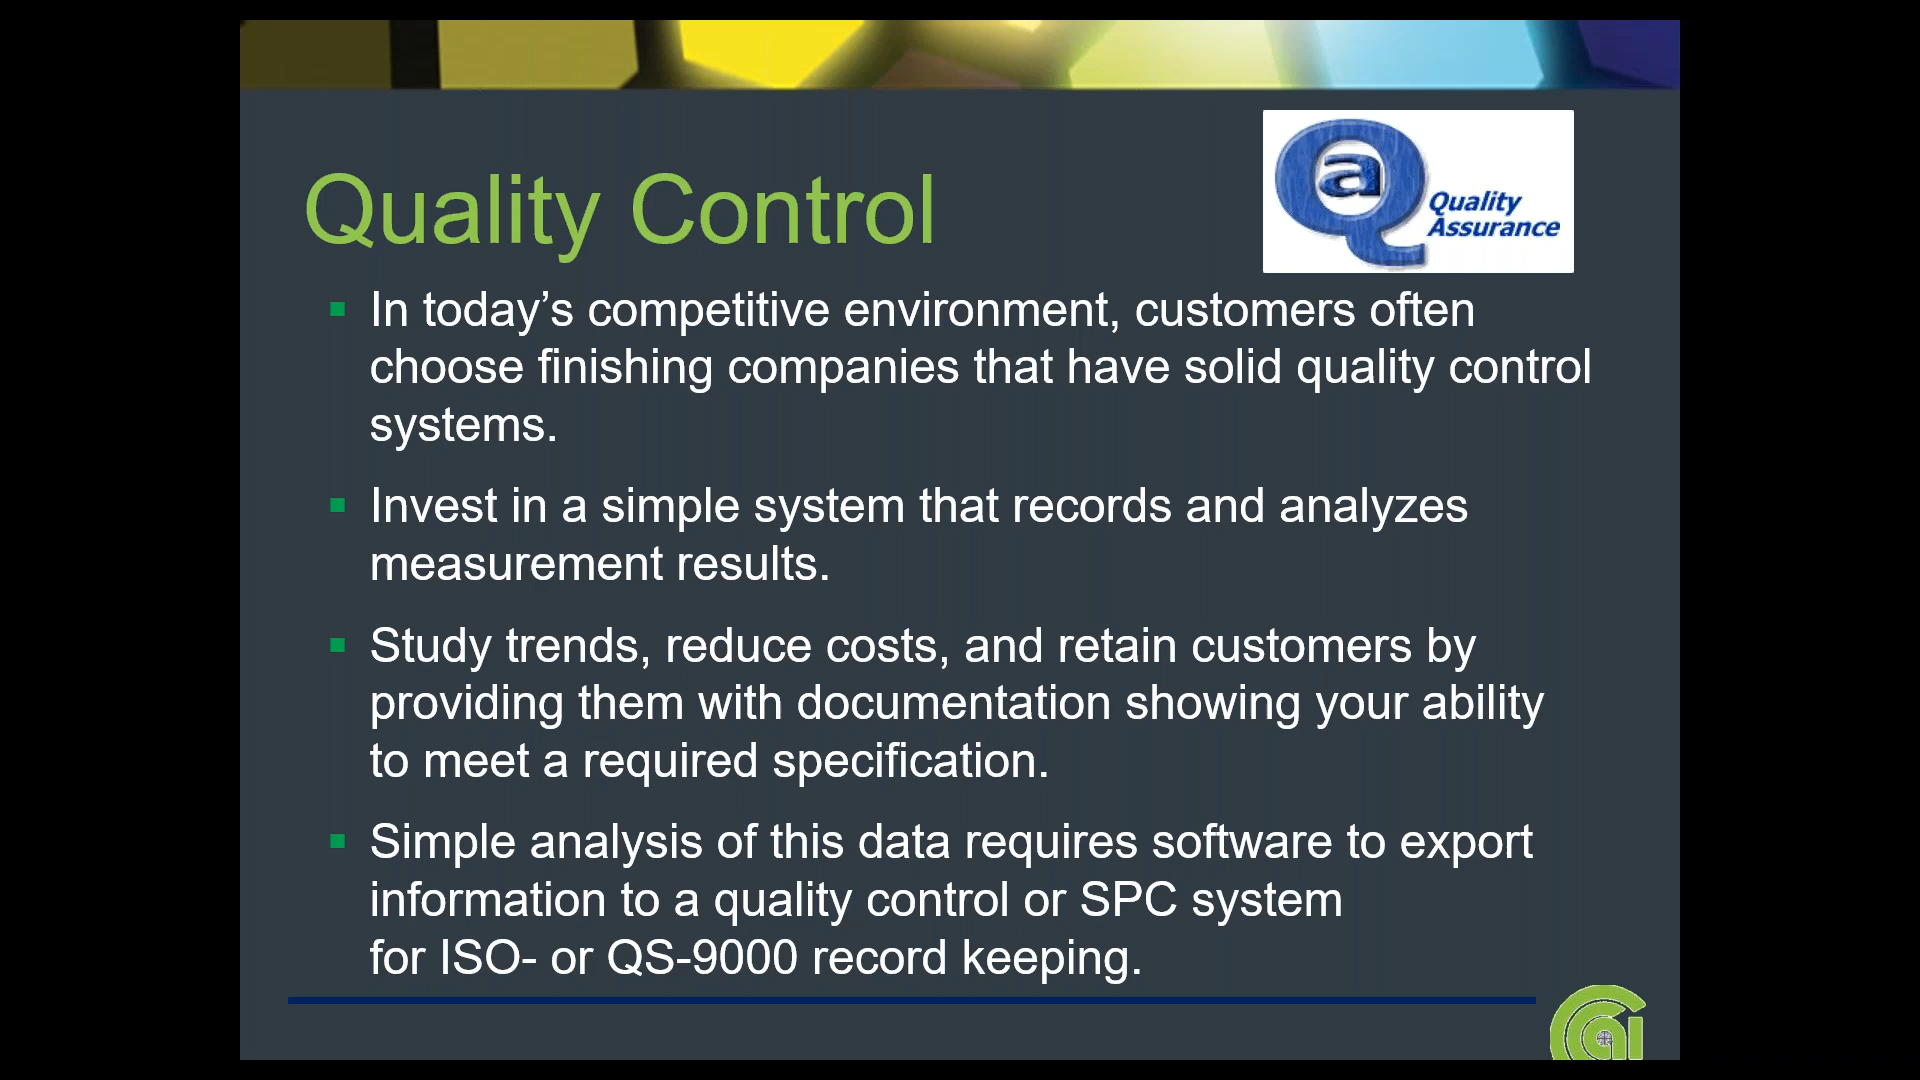 Qa Quality
Assurance
Quality Control
In today’s competitive environment, customers often
choose finishing companies that have solid quality control
systems.
Invest in a simple system that records and analyzes
measurement results.
Study trends, reduce costs, and retain customers by
providing them with documentation showing your ability
to meet a required specification.
Simple analysis of this data requires software to export
information to a quality control or SPC system
for ISO- or QS-9000 record keeping.
CCAi